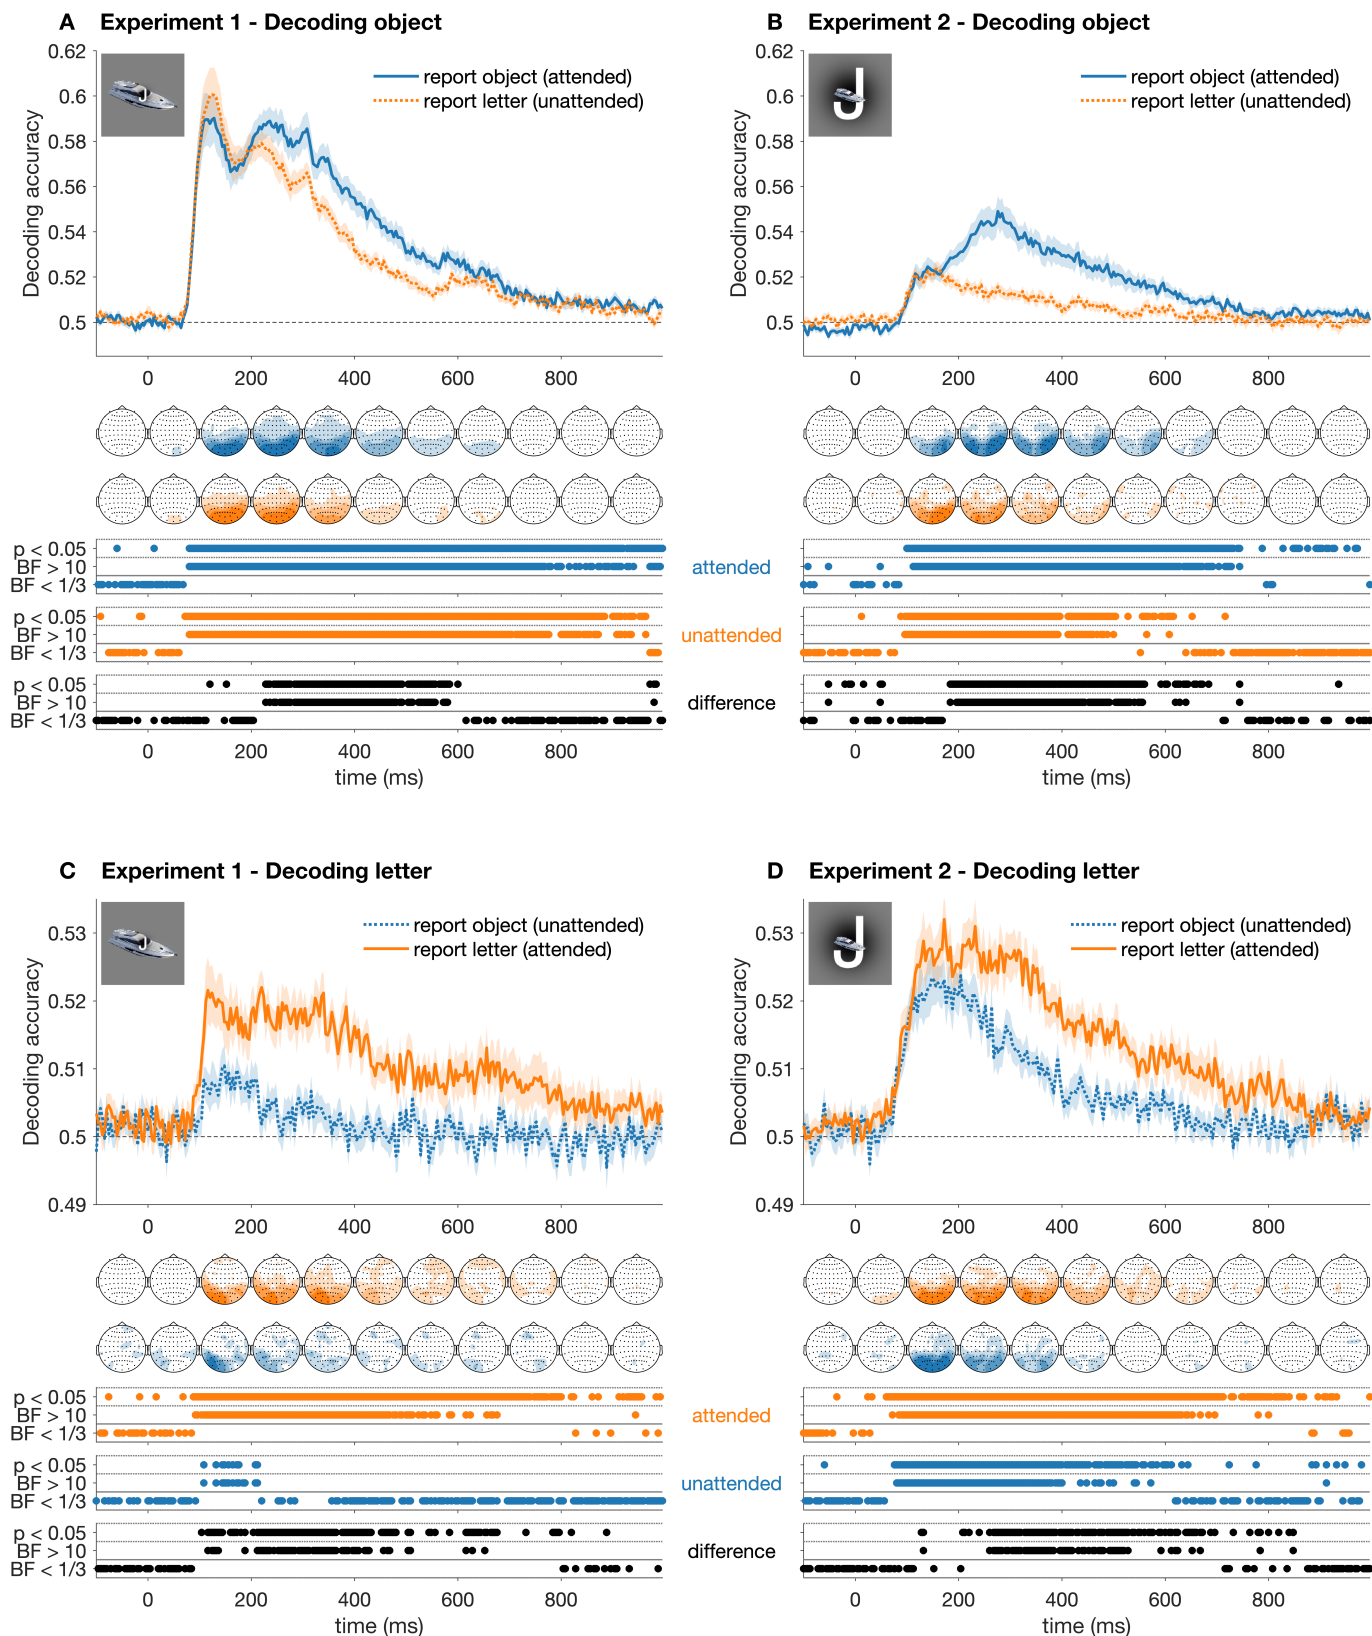 A Experiment 1 - Decoding object
0.62
0.6
0.58
0.56
0.54
0.52
0.5
Decoding accuracy
J
report object (attended)
report letter (unattended)
0 200 400 600 800
p < 0.05
BF > 10
BF < 1/3
p < 0.05
BF > 10
BF < 1/3
p < 0.05
BF > 10
BF < 1/3
0 200 400 600 800
time (ms)
attended
unattended
difference
B Experiment 2 - Decoding object
0.62
0.6
0.58
0.56
0.54
0.52
0.5
Decoding accuracy
J
report object (attended)
report letter (unattended)
0 200 400 600 800
0 200 400 600 800
time (ms)
C Experiment 1 - Decoding letter
0.53
0.52
0.51
0.5
0.49
Decoding accuracy
J
report object (unattended)
report letter (attended)
0 200 400 600 800
p < 0.05
BF > 10
BF < 1/3
p < 0.05
BF > 10
BF < 1/3
p < 0.05
BF > 10
BF < 1/3
0 200 400 600 800
time (ms)
attended
unattended
difference
D Experiment 2 - Decoding letter
0.53
0.52
0.51
0.5
0.49
Decoding accuracy
J
report object (unattended)
report letter (attended)
0 200 400 600 800
0 200 400 600 800
time (ms)